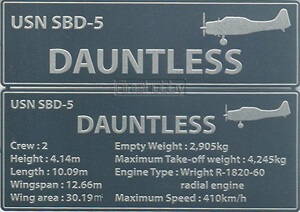 USN SBD-5
DAUNTLESS
USN SBD-5
DAUNTLESS
Crew : 2
Height : 4.14m
Length : 10.09m
Wingspan : 12.66m
Wing area : 30.19㎡
Empty Weight : 2,905kg
Maximum Take-off weight : 4,245kg
Engine Type : Wright R-1820-60
radial engine
Maximum Speed : 410km/h